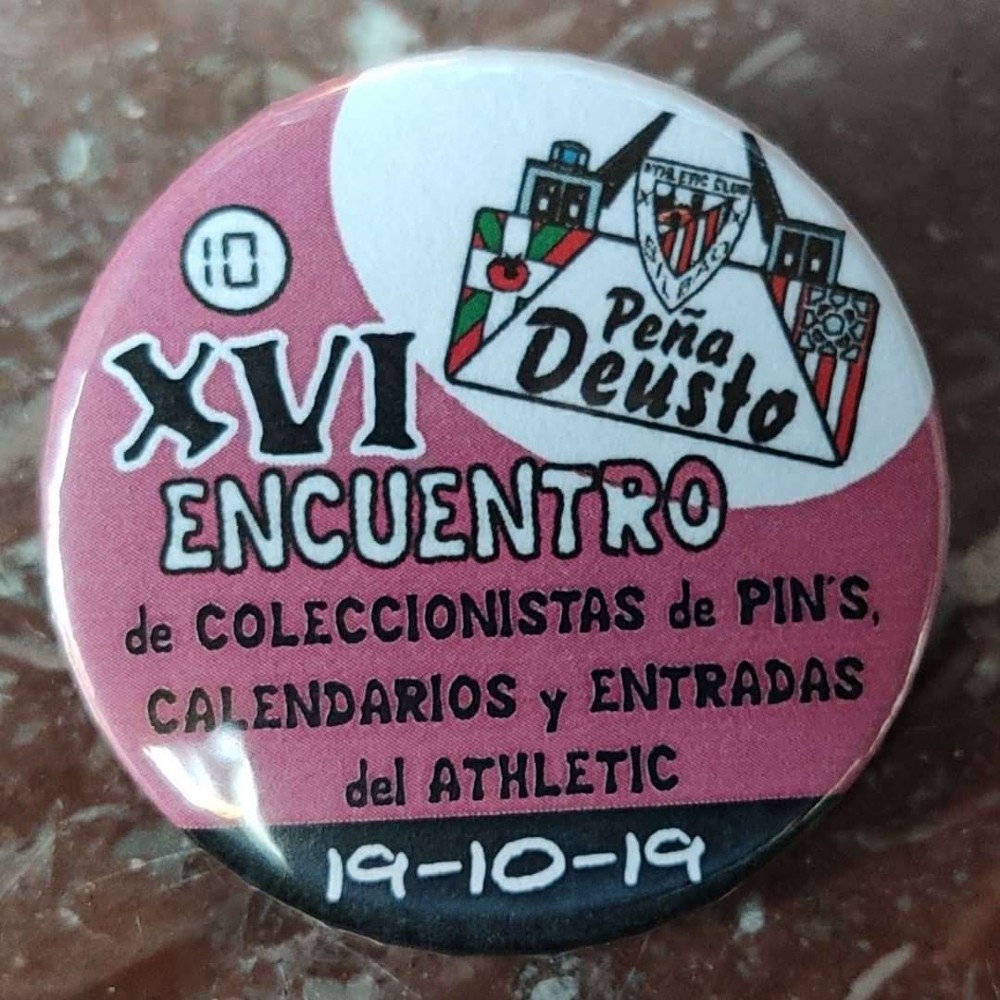 ATHLETIC CLUB
BILBAO
Peña
Deusto
10
XVI
ENCUENTRO
de COLECCIONISTAS de PIN'S,
CALENDARIOS y ENTRADAS
del ATHLETIC
19-10-19